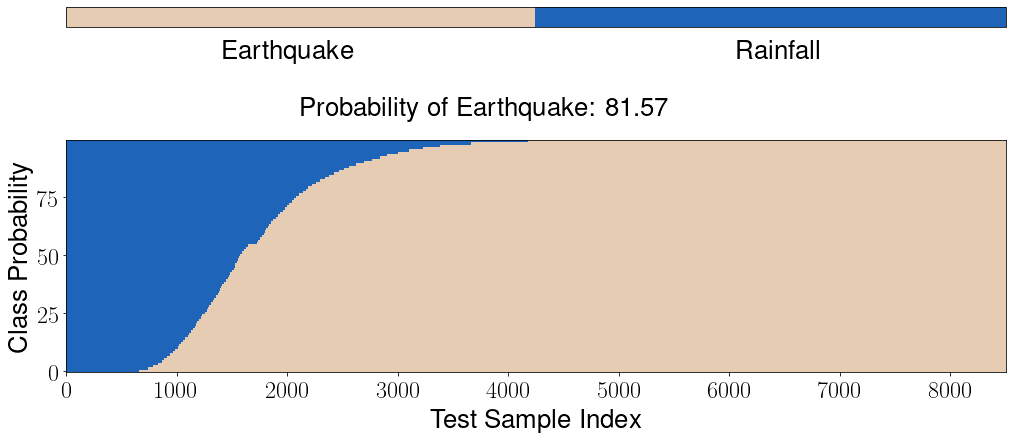 Earthquake Rainfall
Probability of Earthquake: 81.57
Class Probability
75
50
25
0
0 1000 2000 3000 4000 5000 6000 7000 8000
Test Sample Index